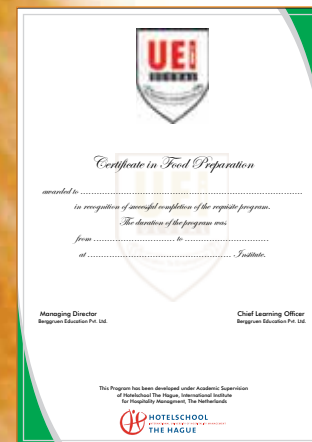 UEI
GLOBAL
Certificate in Food Preparation
awarded to
in recognition of successful completion of the requisite program.
The duration of the program was
from to
at Institute.
Managing Director
Berggruen Education Pvt. Ltd.
Chief Learning Officer
Berggruen Education Pvt. Ltd.
This Program has been developed under Academic Supervision
of Hotelschool The Hague, International Institute
for Hospitality Managment, The Netherlands
HOTELSCHOOL
THE HAGUE